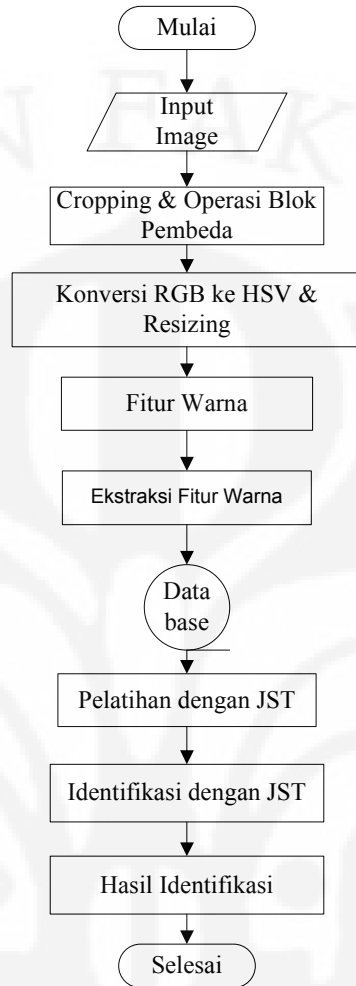 Mulai
Input
Image
Cropping & Operasi Blok
Pembeda
Konversi RGB ke HSV &
Resizing
Fitur Warna
Ekstraksi Fitur Warna
Data
base
Pelatihan dengan JST
Identifikasi dengan JST
Hasil Identifikasi
Selesai